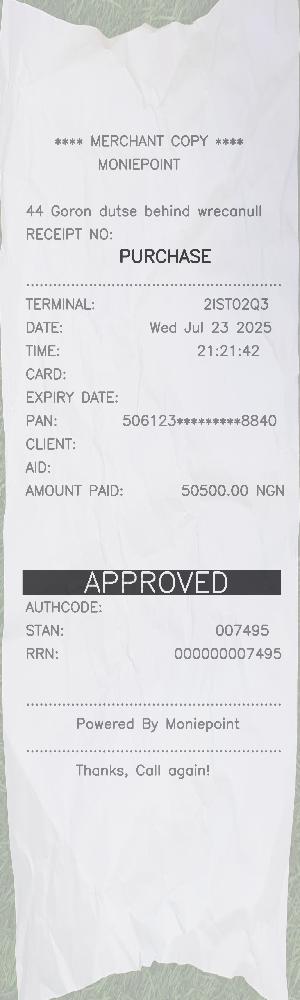 **** MERCHANT COPY ****
MONIEPOINT
44 Goron dutse behind wrecanull
RECEIPT NO:
PURCHASE
TERMINAL: 2IST02Q3
DATE: Wed Jul 23 2025
TIME: 21:21:42
CARD:
EXPIRY DATE:
PAN: 506123*********8840
CLIENT:
AID:
AMOUNT PAID: 50500.00 NGN
APPROVED
AUTHCODE:
STAN: 007495
RRN: 000000007495
Powered By Moniepoint
Thanks, Call again!